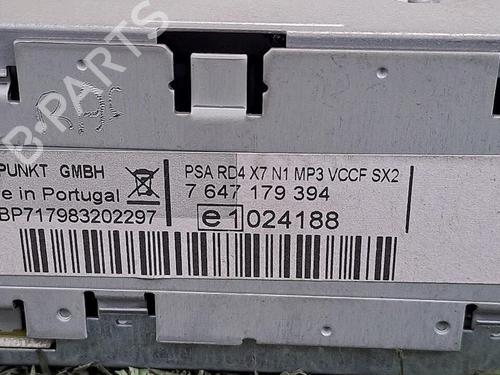 B-PARTS
PUNKT GMBH
e in Portugal
BP717983202297
PSA RD4 X7 N1 MP3 VCCF SX2
7 647 179 394
e1 024188